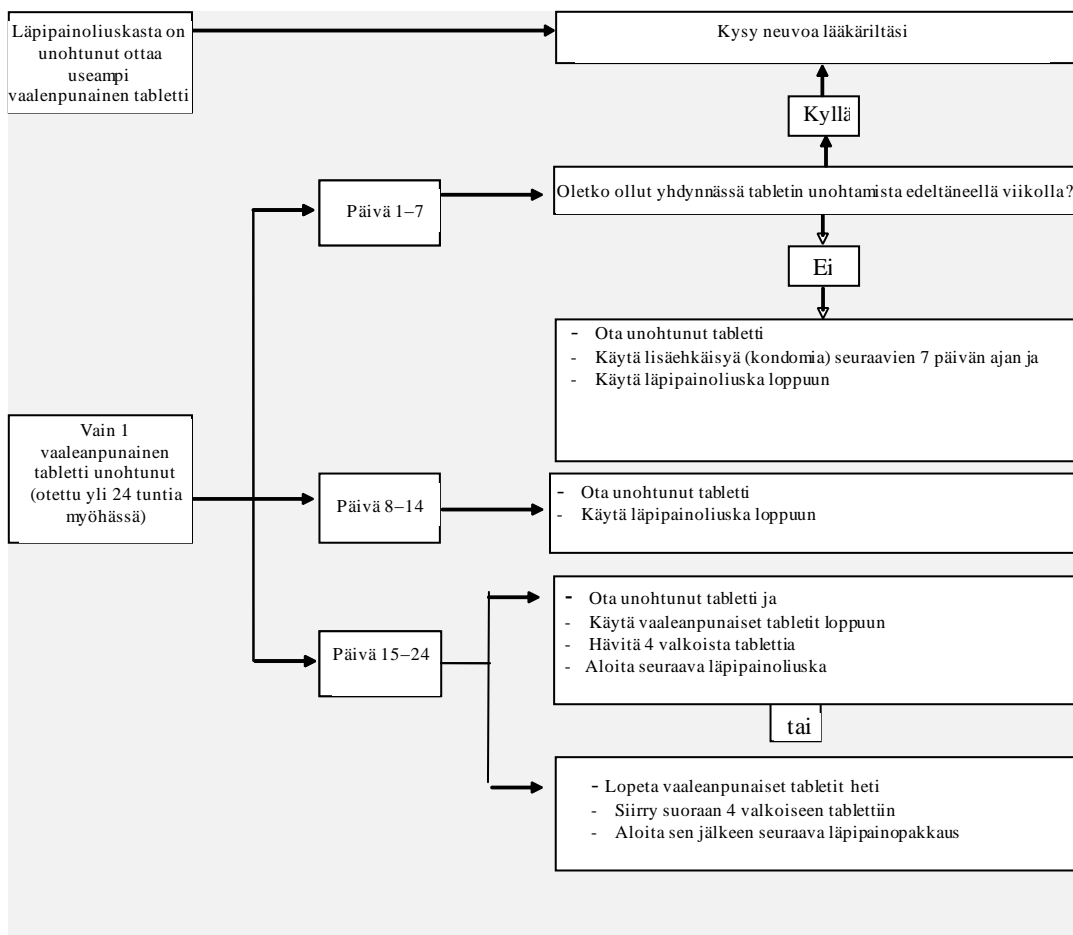 Läpipainoliuskasta on
unohtunut ottaa
useampi
vaalenpunainen tabletti
Kysy neuvoa lääkäriltäsi
Kyllä
Oletko ollut yhdynnässä tabletin unohtamista edeltäneellä viikolla?
Päivä 1–7
Ei
- Ota unohtunut tabletti
- Käytä lisäehkäisyä (kondomia) seuraavien 7 päivän ajan ja
- Käytä läpipainoliuska loppuun
Vain 1
vaaleanpunainen
tabletti unohtunut
(otettu yli 24 tuntia
myöhässä)
Päivä 8–14
- Ota unohtunut tabletti
- Käytä läpipainoliuska loppuun
Päivä 15–24
- Ota unohtunut tabletti ja
- Käytä vaaleanpunaiset tabletit loppuun
- Hävitä 4 valkoista tablettia
- Aloita seuraava läpipainoliuska
tai
- Lopeta vaaleanpunaiset tabletit heti
- Siirry suoraan 4 valkoiseen tablettiin
- Aloita sen jälkeen seuraava läpipainopakkaus